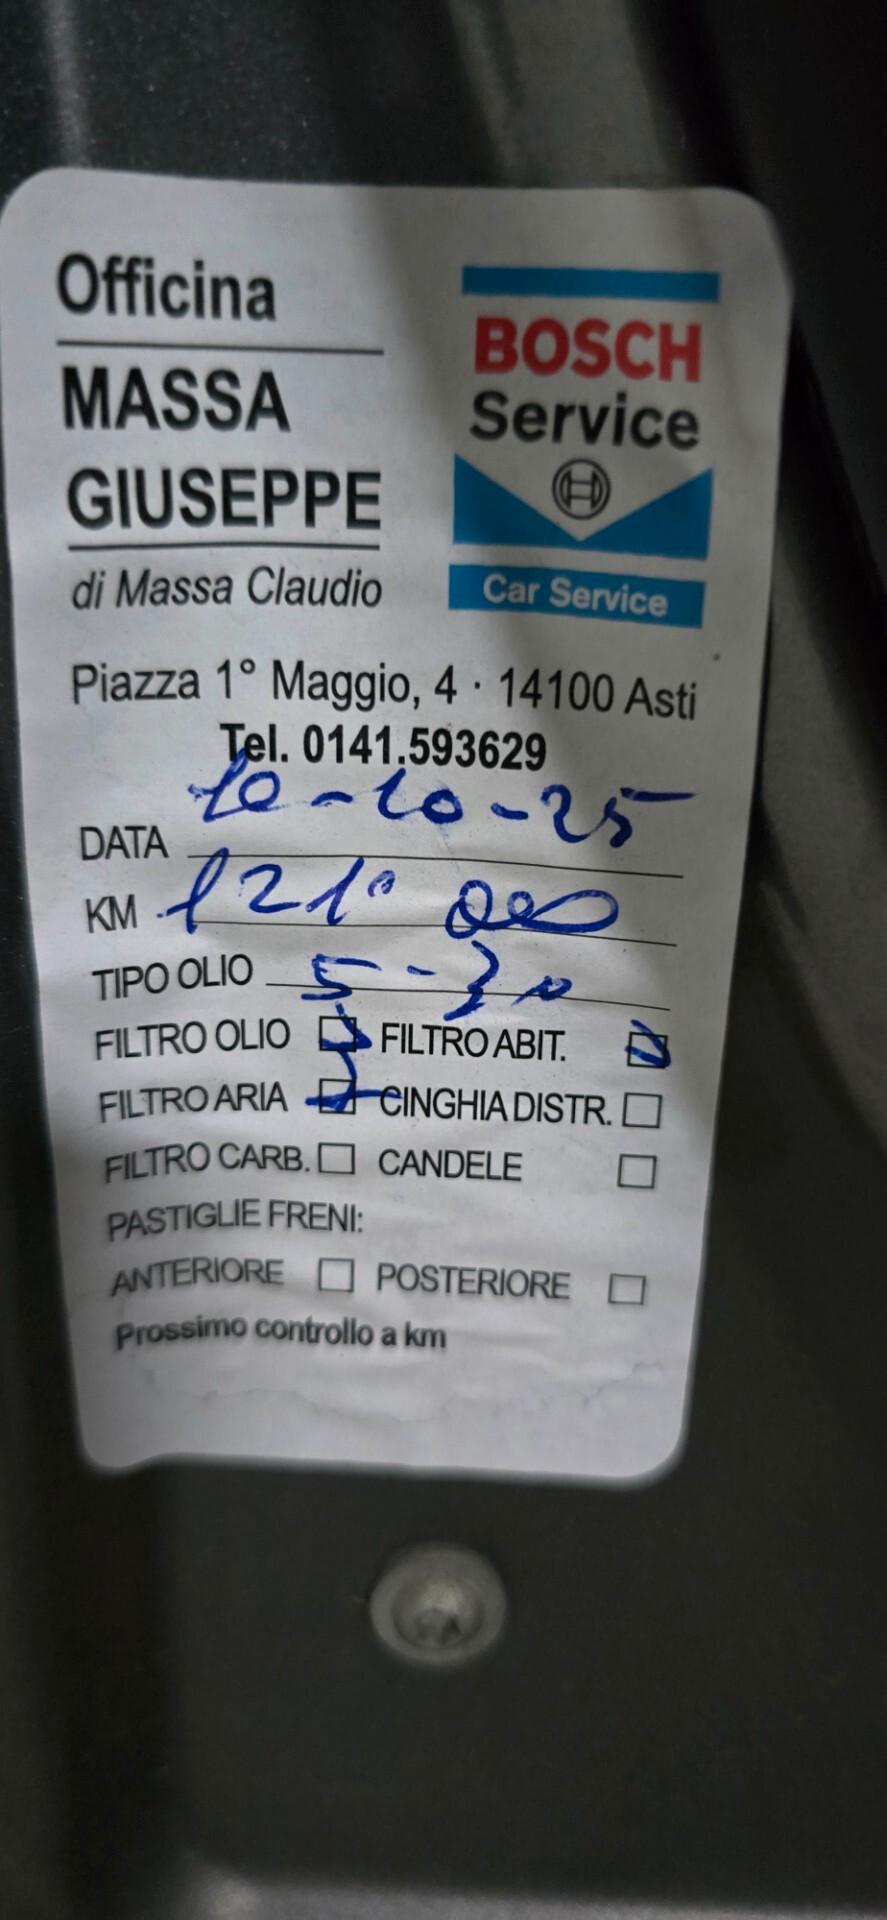 Officina
MASSA
GIUSEPPE
di Massa Claudio
BOSCH
Service
Car Service
Piazza 1° Maggio, 4 · 14100 Asti
Tel. 0141.593629
DATA 10-10-25
KM 121° 000
TIPO OLIO 5-30
FILTRO OLIO FILTRO ABIT.
FILTRO ARIA CINGHIA DISTR.
FILTRO CARB. CANDELE
PASTIGLIE FRENI:
ANTERIORE POSTERIORE
Prossimo controllo a km